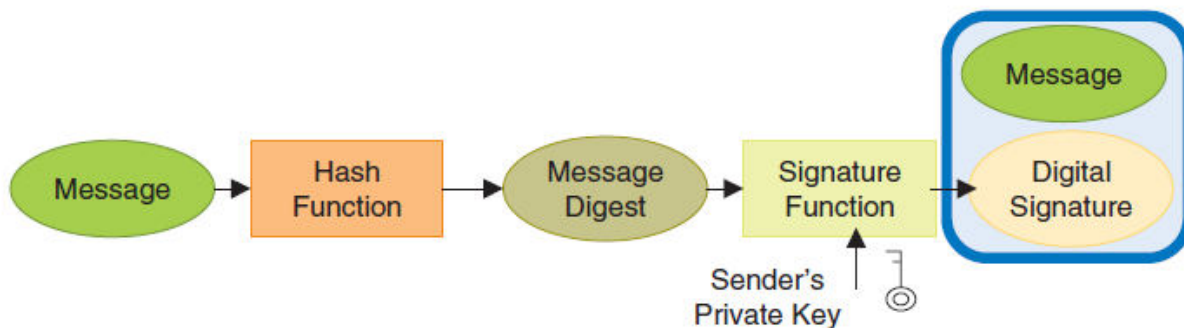 Message
Hash
Function
Message
Digest
Signature
Function
Sender's
Private Key
Message
Digital
Signature